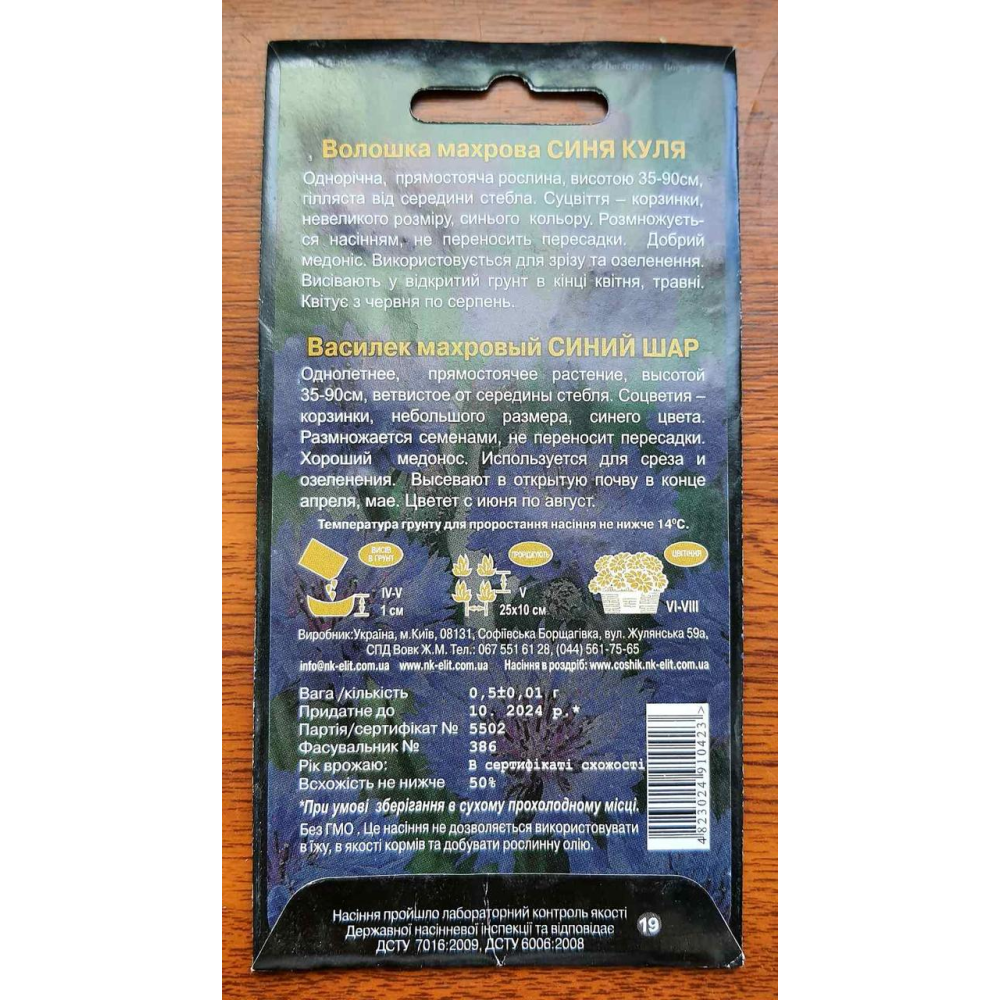 Волошка махрова СИНЯ КУЛЯ
Однорічна, прямостояча рослина, висотою 35-90см,
гілляста від середини стебла. Суцвіття – корзинки,
невеликого розміру, синього кольору. Розмножуєть-
ся насінням, не переносить пересадки. Добрий
медоніс. Використовується для зрізу та озеленення.
Висівають у відкритий грунт в кінці квітня, травні.
Квітує з червня по серпень.
Василек махровый СИНИЙ ШАР
Однолетнее, прямостоячее растение, высотой
35-90см, ветвистое от середины стебля. Соцветия –
корзинки, небольшого размера, синего цвета.
Размножается семенами, не переносит пересадки.
Хороший медонос. Используется для среза и
озеленения. Высевают в открытую почву в конце
апреля, мае. Цветет с июня по август.
Температура грунту для проростання насіння не нижче 14⁰С.
ВИСІВ
В ГРУНТ
IV-V
1 см
ПРОРІДЖУЮТЬ
V
25x10 см
ЦВІТІННЯ
VI-VIII
Виробник:Україна, м.Київ, 08131, Софіївська Борщагівка, вул. Жулянська 59а,
СПД Вовк Ж.М. Тел.: 067 551 61 28, (044) 561-75-65
info@nk-elit.com.ua www.nk-elit.com.ua Насіння в роздріб: www.coshik.nk-elit.com.ua
Вага /кількість 0,5±0,01 г
Придатне до 10. 2024 р.*
Партія/сертифікат № 5502
Фасувальник № 386
Рік врожаю: В сертифікаті схожості
Всхожість не нижче 50%
*При умові зберігання в сухому прохолодному місці.
Без ГМО . Це насіння не дозволяється використовувати
в їжу, в якості кормів та добувати рослинну олію.
4823024910423>
Насіння пройшло лабораторний контроль якості
Державної насінневої інспекції та відповідає
ДСТУ 7016:2009, ДСТУ 6006:2008
19